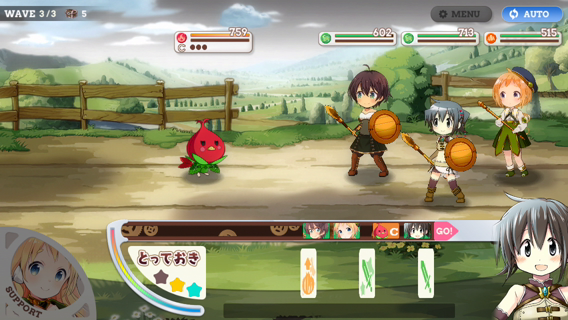 WAVE 3/3 5
MENU
AUTO
759
C
602
713
515
C
GO!
とっておき
SUPPORT